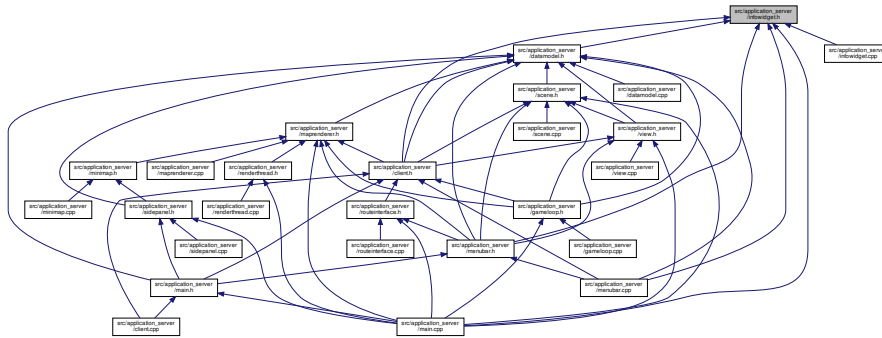 src/application_server
/infowidget.h
src/application_server
/datamodel.h
src/application_serve
/infowidget.cpp
src/application_server
/scene.h
src/application_server
/datamodel.cpp
src/application_server
/maprenderer.h
src/application_server
/scene.cpp
src/application_server
/view.h
src/application_server
/minimap.h
src/application_server
/maprenderer.cpp
src/application_server
/renderthread.h
src/application_server
/client.h
src/application_server
/view.cpp
src/application_server
/minimap.cpp
src/application_server
/sidepanel.h
src/application_server
/renderthread.cpp
src/application_server
/routeinterface.h
src/application_server
/gameloop.h
src/application_server
/sidepanel.cpp
src/application_server
/routeinterface.cpp
src/application_server
/menubar.h
src/application_server
/gameloop.cpp
src/application_server
/main.h
src/application_server
/menubar.cpp
src/application_server
/client.cpp
src/application_server
/main.cpp